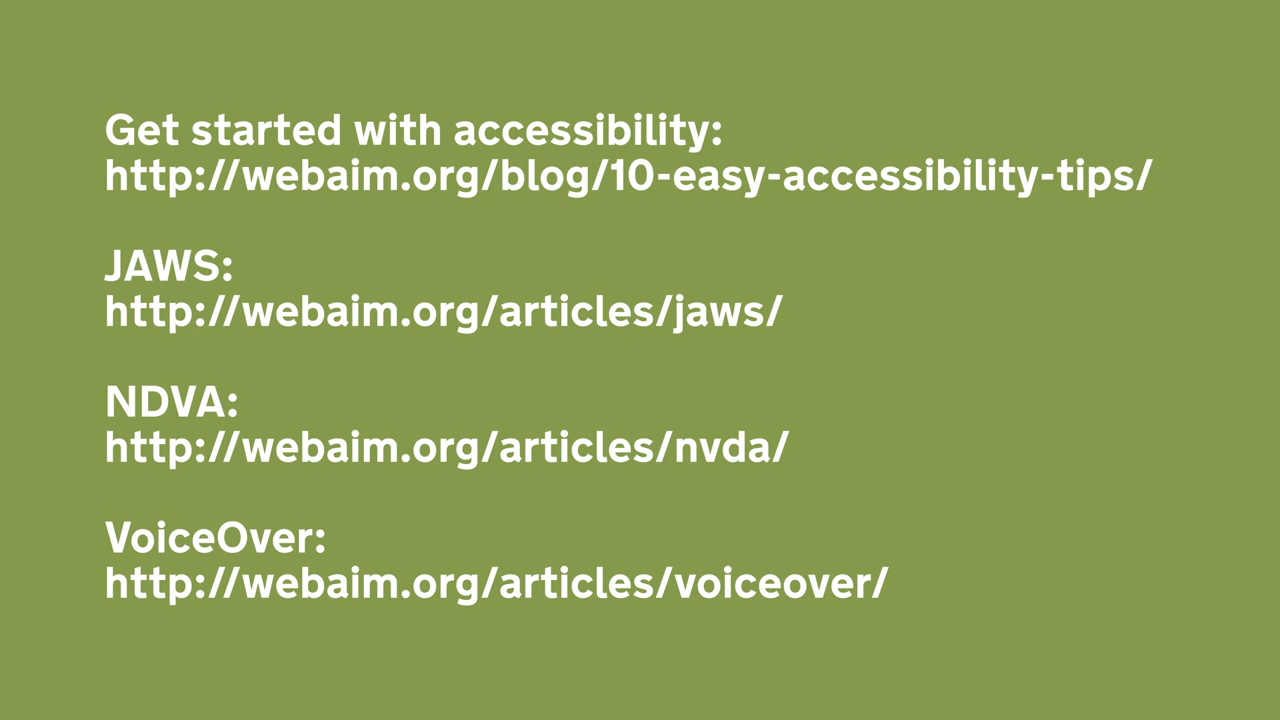 Get started with accessibility:
http://webaim.org/blog/10-easy-accessibility-tips/
JAWS:
http://webaim.org/articles/jaws/
NDVA:
http://webaim.org/articles/nvda/
VoiceOver:
http://webaim.org/articles/voiceover/